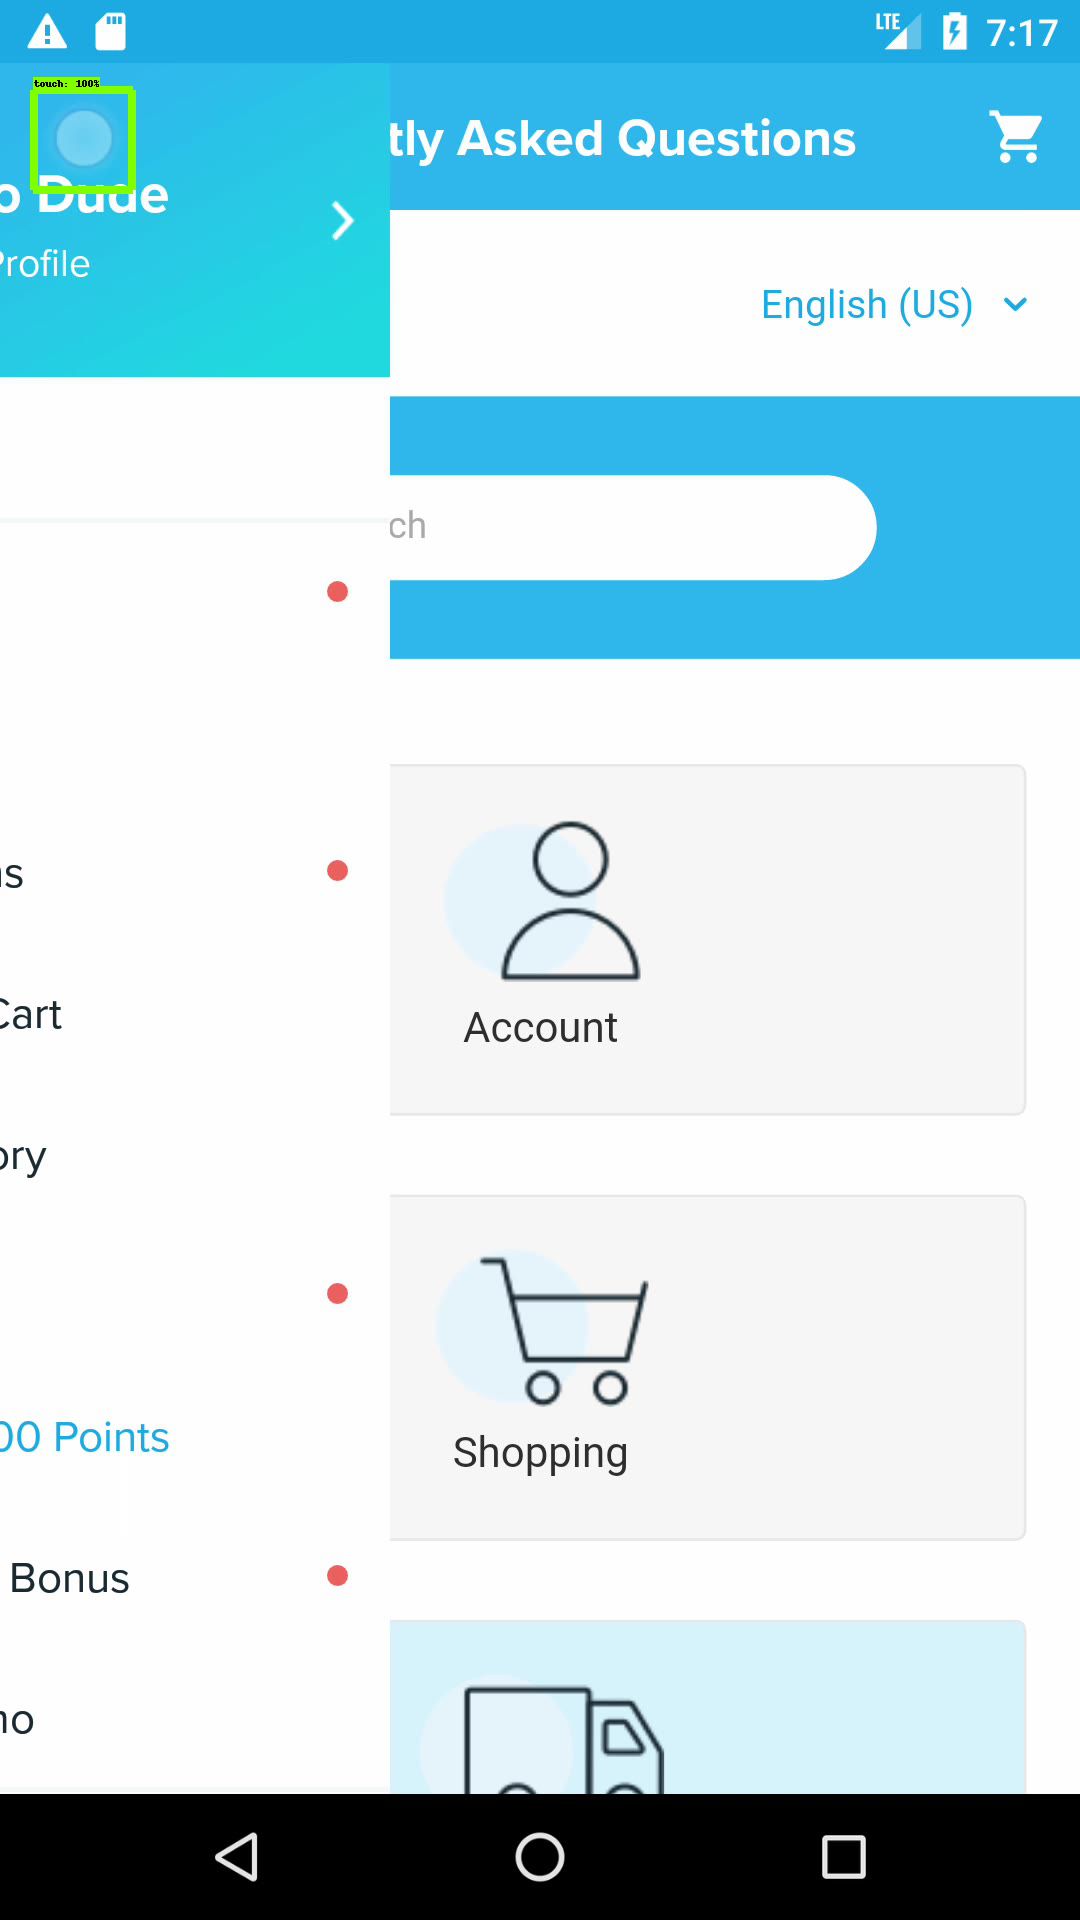 LTE 7:17
touch: 100%
tly Asked Questions
o Dude
Profile
English (US)
ch
ns
Cart
Account
ory
00 Points
Shopping
Bonus
no